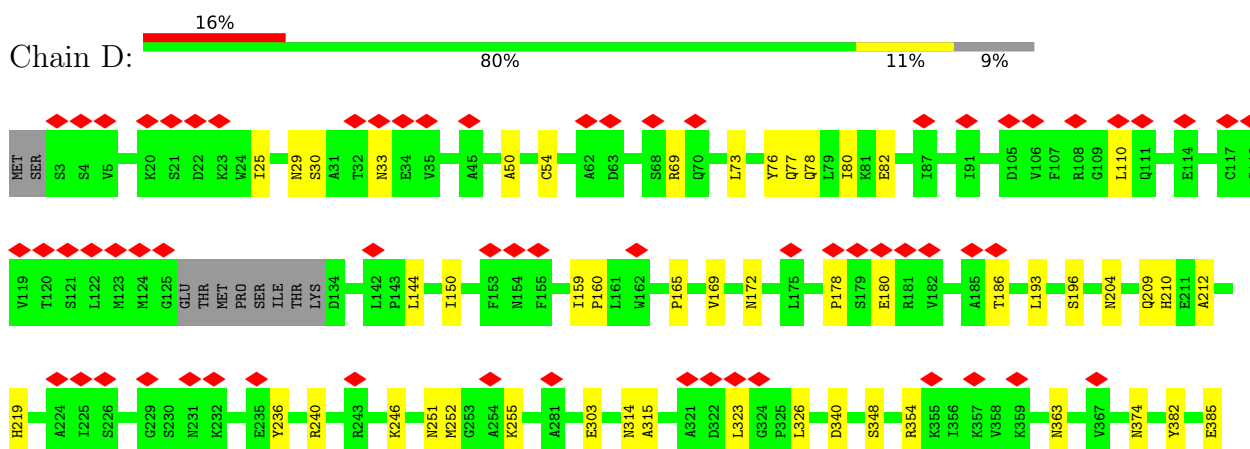 16%
Chain D:
80% 11% 9%
MET SER S3 S4 V5 K20 S21 D22 K23 W24 I25 N29 S30 A31 T32 N33 E34 V35 A45 A50 C54 A62 D63 S68 R69 Q70 L73 Y76 Q77 Q78 L79 I80 K81 E82 I87 I91 D105 V106 F107 R108 G109 L110 Q111 E114 C117
V119 T120 S121 L122 M123 M124 G125 GLU THR MET PRO SER ILE THR LYS D134 L142 P143 L144 I150 F153 N154 F155 I159 P160 L161 W162 P165 V169 N172 L175 P178 S179 E180 R181 V182 A185 T186 L193 S196 N204 Q209 H210 E211 A212
H219 A224 I225 S226 G229 S230 N231 K232 E235 Y236 R240 R243 K246 N251 M252 G253 A254 K255 A281 E303 N314 A315 A321 D322 L323 G324 P325 L326 D340 S348 R354 K355 I356 K357 V358 K359 N363 V367 N374 Y382 E385